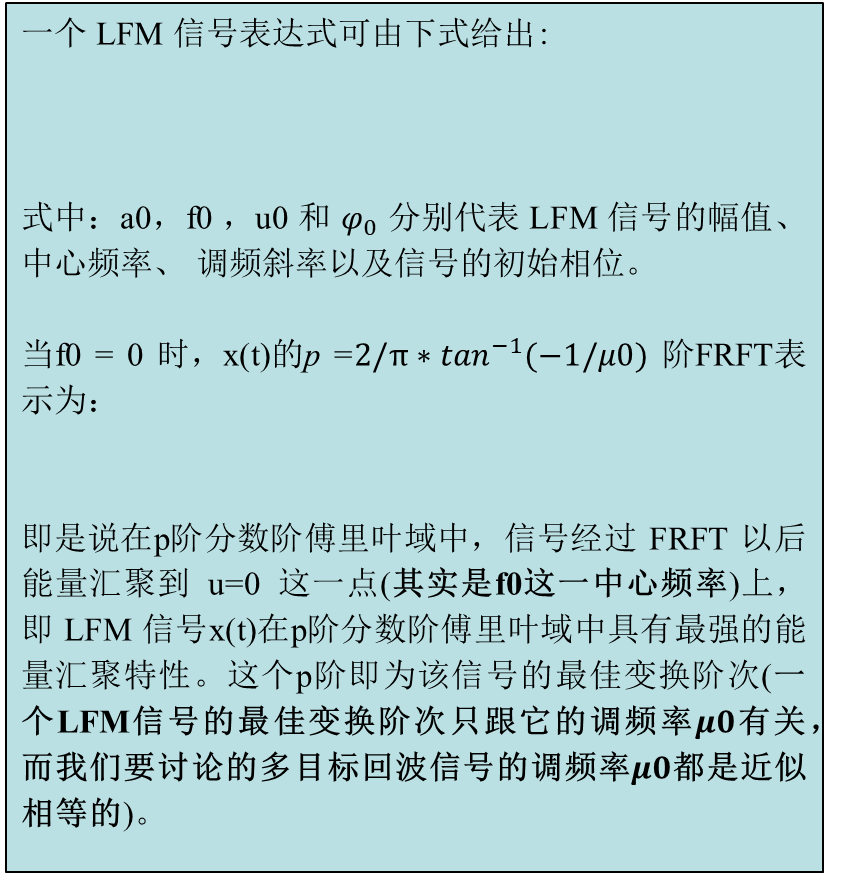 一个 LFM 信号表达式可由下式给出：
式中：a0，f0 ，u0 和 𝜑₀ 分别代表 LFM 信号的幅值、
中心频率、 调频斜率以及信号的初始相位。
当f0 = 0 时，x(t)的p =2/π ∗ tan⁻¹(−1/μ0) 阶FRFT表
示为：
即是说在p阶分数阶傅里叶域中，信号经过 FRFT 以后
能量汇聚到 u=0 这一点(其实是f0这一中心频率)上，
即 LFM 信号x(t)在p阶分数阶傅里叶域中具有最强的能
量汇聚特性。这个p阶即为该信号的最佳变换阶次(一
个LFM信号的最佳变换阶次只跟它的调频率μ0有关，
而我们要讨论的多目标回波信号的调频率μ0都是近似
相等的)。